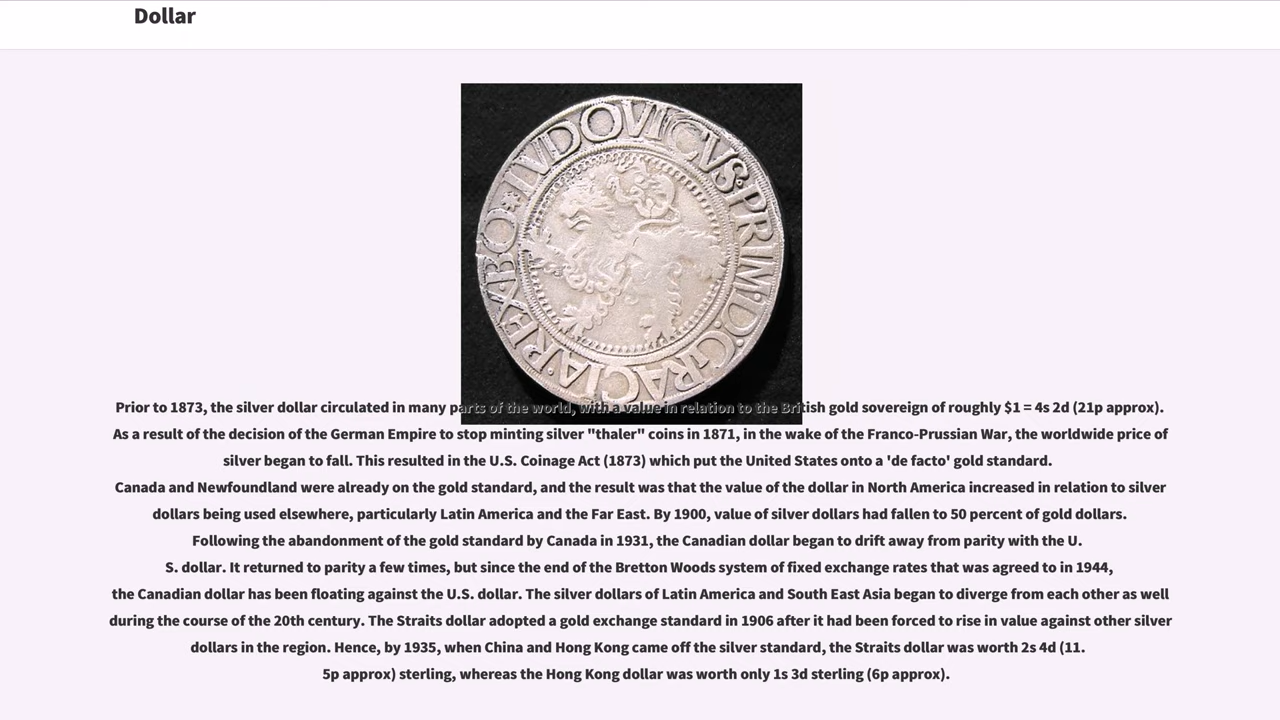 Dollar
LVDOVICVS:PRIM:D:GRACIA:REX:BO*
Prior to 1873, the silver dollar circulated in many parts of the world, with a value in relation to the British gold sovereign of roughly $1 = 4s 2d (21p approx).
As a result of the decision of the German Empire to stop minting silver "thaler" coins in 1871, in the wake of the Franco-Prussian War, the worldwide price of
silver began to fall. This resulted in the U.S. Coinage Act (1873) which put the United States onto a 'de facto' gold standard.
Canada and Newfoundland were already on the gold standard, and the result was that the value of the dollar in North America increased in relation to silver
dollars being used elsewhere, particularly Latin America and the Far East. By 1900, value of silver dollars had fallen to 50 percent of gold dollars.
Following the abandonment of the gold standard by Canada in 1931, the Canadian dollar began to drift away from parity with the U.
S. dollar. It returned to parity a few times, but since the end of the Bretton Woods system of fixed exchange rates that was agreed to in 1944,
the Canadian dollar has been floating against the U.S. dollar. The silver dollars of Latin America and South East Asia began to diverge from each other as well
during the course of the 20th century. The Straits dollar adopted a gold exchange standard in 1906 after it had been forced to rise in value against other silver
dollars in the region. Hence, by 1935, when China and Hong Kong came off the silver standard, the Straits dollar was worth 2s 4d (11.
5p approx) sterling, whereas the Hong Kong dollar was worth only 1s 3d sterling (6p approx).